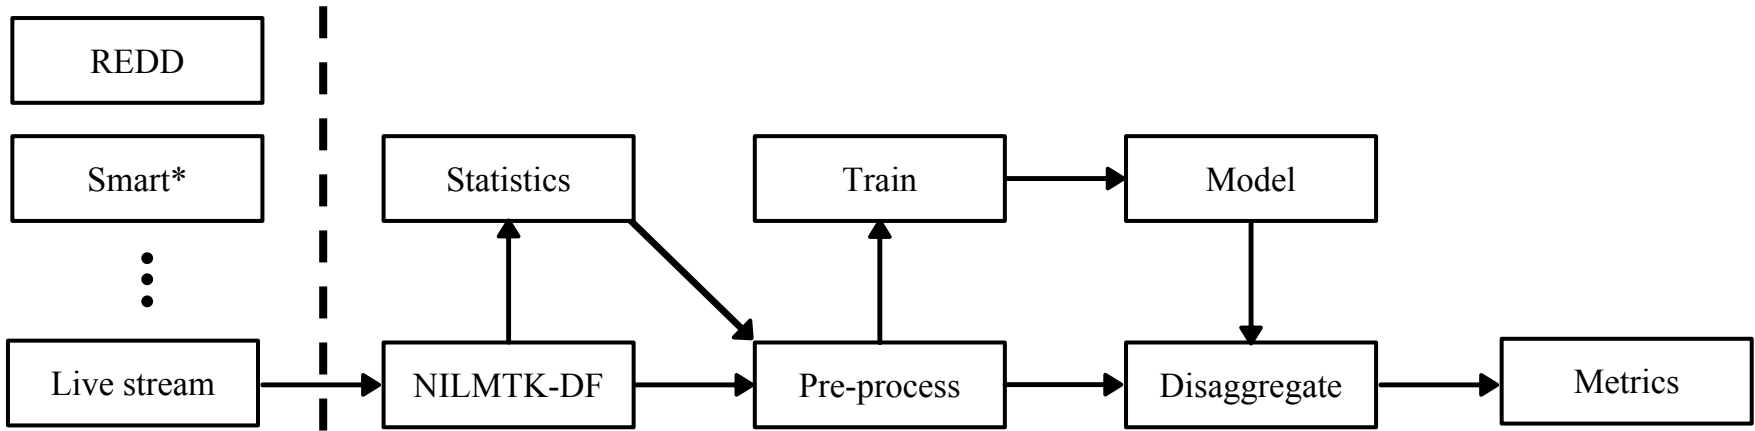 REDD
Smart*
Statistics
Train
Model
Live stream
NILMTK-DF
Pre-process
Disaggregate
Metrics